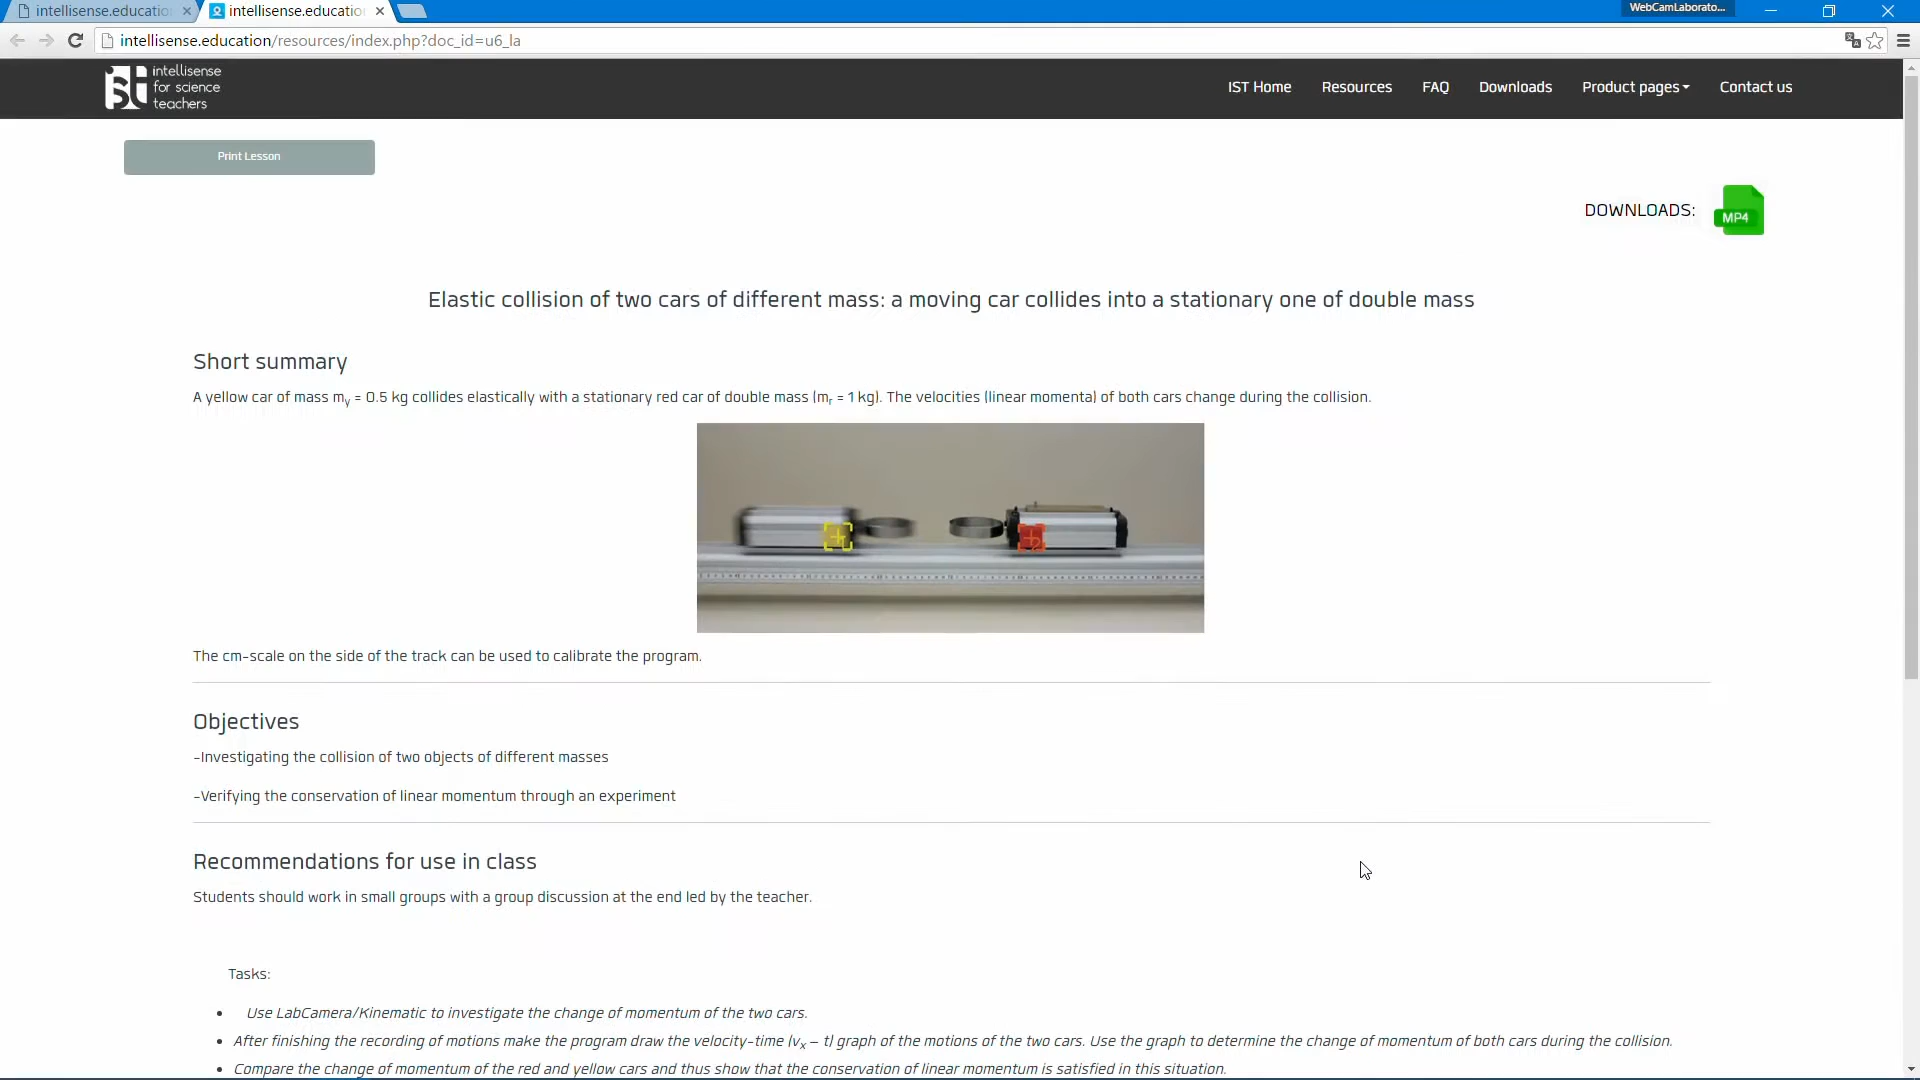 intellisense.educatio
intellisense.educatio
WebCamLaborato...
intellisense.education/resources/index.php?doc_id=u6_la
intellisense
for science
teachers
IST Home
Resources
FAQ
Downloads
Product pages
Contact us
Print Lesson
DOWNLOADS:
MP4
Elastic collision of two cars of different mass: a moving car collides into a stationary one of double mass
Short summary
A yellow car of mass my = 0.5 kg collides elastically with a stationary red car of double mass (mr = 1 kg). The velocities (linear momenta) of both cars change during the collision.
The cm-scale on the side of the track can be used to calibrate the program.
Objectives
-Investigating the collision of two objects of different masses
-Verifying the conservation of linear momentum through an experiment
Recommendations for use in class
Students should work in small groups with a group discussion at the end led by the teacher.
Tasks:
• Use LabCamera/Kinematic to investigate the change of momentum of the two cars.
• After finishing the recording of motions make the program draw the velocity-time (vx – t) graph of the motions of the two cars. Use the graph to determine the change of momentum of both cars during the collision.
• Compare the change of momentum of the red and yellow cars and thus show that the conservation of linear momentum is satisfied in this situation.